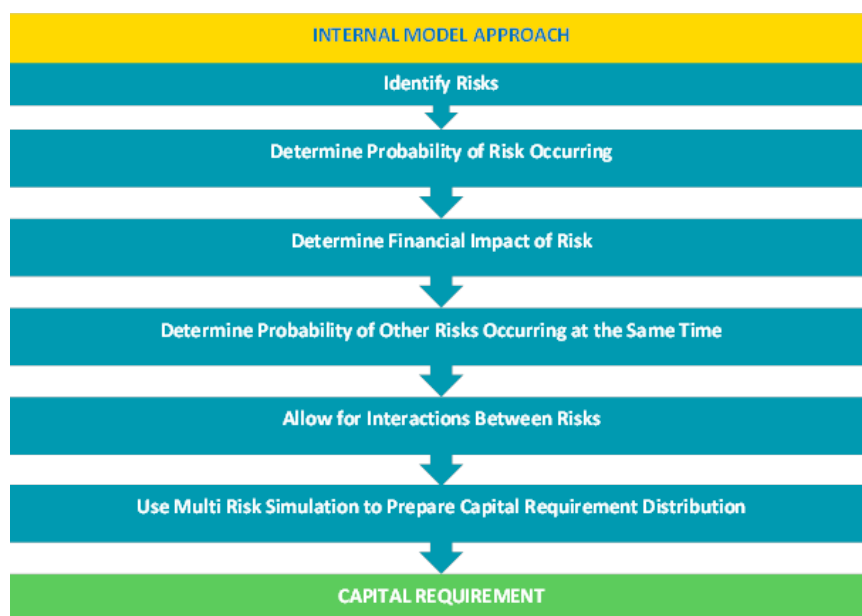 INTERNAL MODEL APPROACH
Identify Risks
Determine Probability of Risk Occurring
Determine Financial Impact of Risk
Determine Probability of Other Risks Occurring at the Same Time
Allow for Interactions Between Risks
Use Multi Risk Simulation to Prepare Capital Requirement Distribution
CAPITAL REQUIREMENT